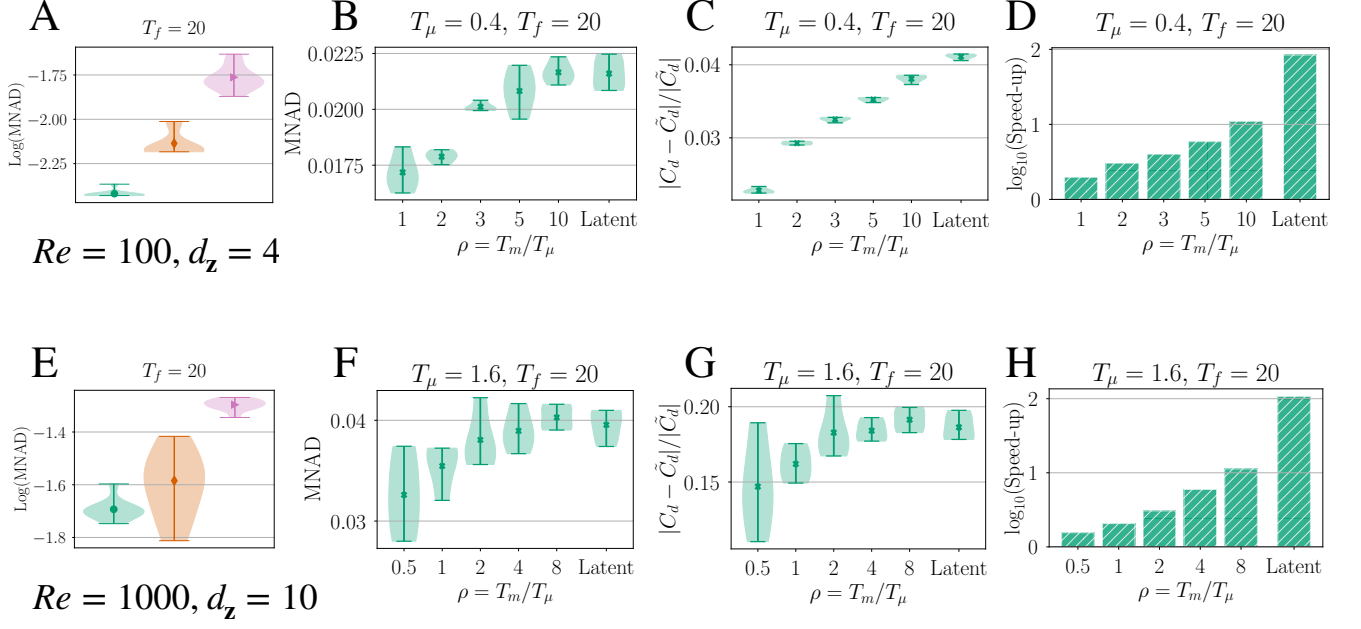 A
T_f = 20
Log(MNAD)
−1.75
−2.00
−2.25
B
T_μ = 0.4, T_f = 20
MNAD
0.0225
0.0200
0.0175
1 2 3 5 10 Latent
ρ = T_m/T_μ
C
T_μ = 0.4, T_f = 20
|C_d − C̃_d|/|C̃_d|
0.04
0.03
1 2 3 5 10 Latent
ρ = T_m/T_μ
D
T_μ = 0.4, T_f = 20
log₁₀(Speed-up)
2
1
0
1 2 3 5 10 Latent
ρ = T_m/T_μ
Re = 100, d_z = 4
E
T_f = 20
Log(MNAD)
−1.4
−1.6
−1.8
F
T_μ = 1.6, T_f = 20
MNAD
0.04
0.03
0.5 1 2 4 8 Latent
ρ = T_m/T_μ
G
T_μ = 1.6, T_f = 20
|C_d − C̃_d|/|C̃_d|
0.20
0.15
0.5 1 2 4 8 Latent
ρ = T_m/T_μ
H
T_μ = 1.6, T_f = 20
log₁₀(Speed-up)
2
1
0
0.5 1 2 4 8 Latent
ρ = T_m/T_μ
Re = 1000, d_z = 10